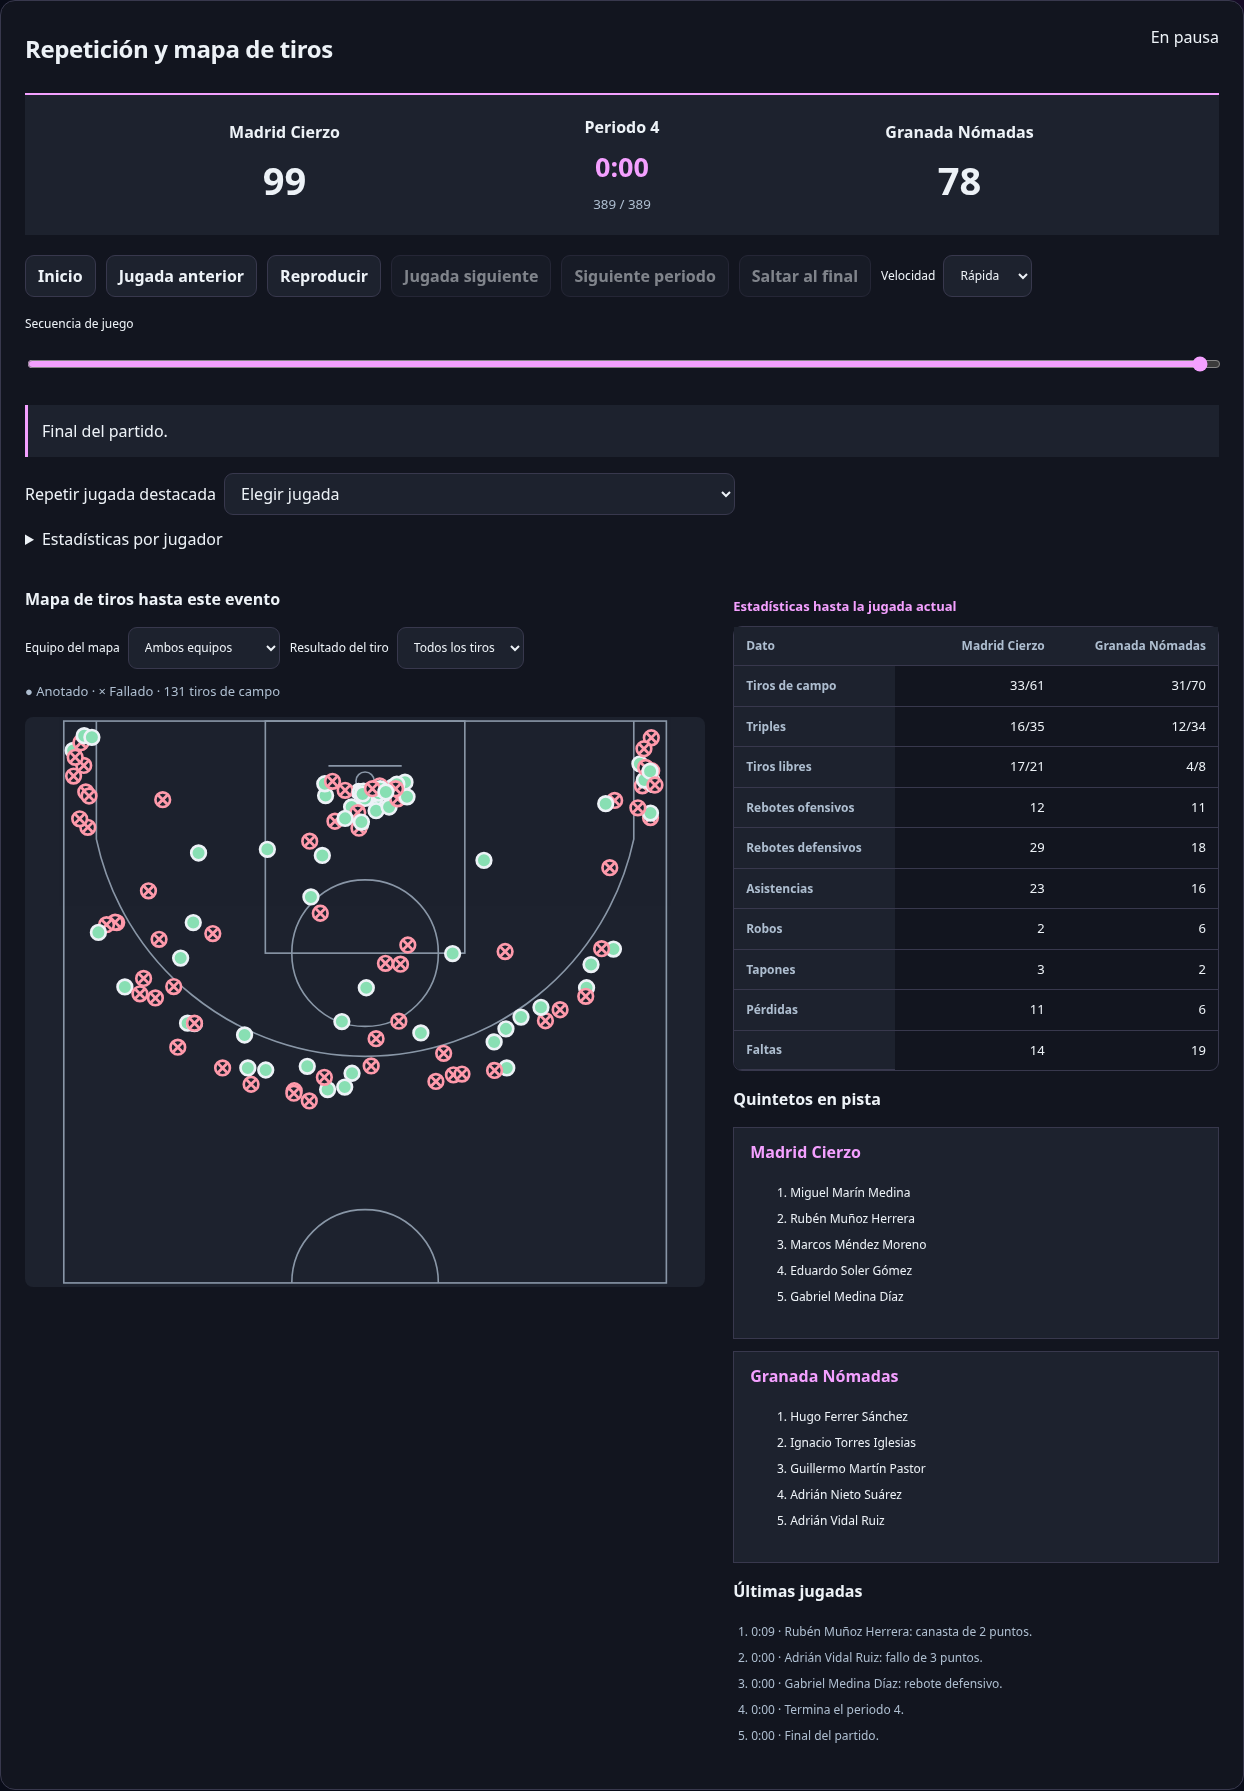 Repetición y mapa de tiros
En pausa
Madrid Cierzo
99
Periodo 4
0:00
389 / 389
Granada Nómadas
78
Inicio
Jugada anterior
Reproducir
Jugada siguiente
Siguiente periodo
Saltar al final
Velocidad
Rápida
Secuencia de juego
Final del partido.
Repetir jugada destacada
Elegir jugada
▶ Estadísticas por jugador
Mapa de tiros hasta este evento
Equipo del mapa
Ambos equipos
Resultado del tiro
Todos los tiros
● Anotado · × Fallado · 131 tiros de campo
Estadísticas hasta la jugada actual
Dato Madrid Cierzo Granada Nómadas
Tiros de campo 33/61 31/70
Triples 16/35 12/34
Tiros libres 17/21 4/8
Rebotes ofensivos 12 11
Rebotes defensivos 29 18
Asistencias 23 16
Robos 2 6
Tapones 3 2
Pérdidas 11 6
Faltas 14 19
Quintetos en pista
Madrid Cierzo
1. Miguel Marín Medina
2. Rubén Muñoz Herrera
3. Marcos Méndez Moreno
4. Eduardo Soler Gómez
5. Gabriel Medina Díaz
Granada Nómadas
1. Hugo Ferrer Sánchez
2. Ignacio Torres Iglesias
3. Guillermo Martín Pastor
4. Adrián Nieto Suárez
5. Adrián Vidal Ruiz
Últimas jugadas
1. 0:09 · Rubén Muñoz Herrera: canasta de 2 puntos.
2. 0:00 · Adrián Vidal Ruiz: fallo de 3 puntos.
3. 0:00 · Gabriel Medina Díaz: rebote defensivo.
4. 0:00 · Termina el periodo 4.
5. 0:00 · Final del partido.